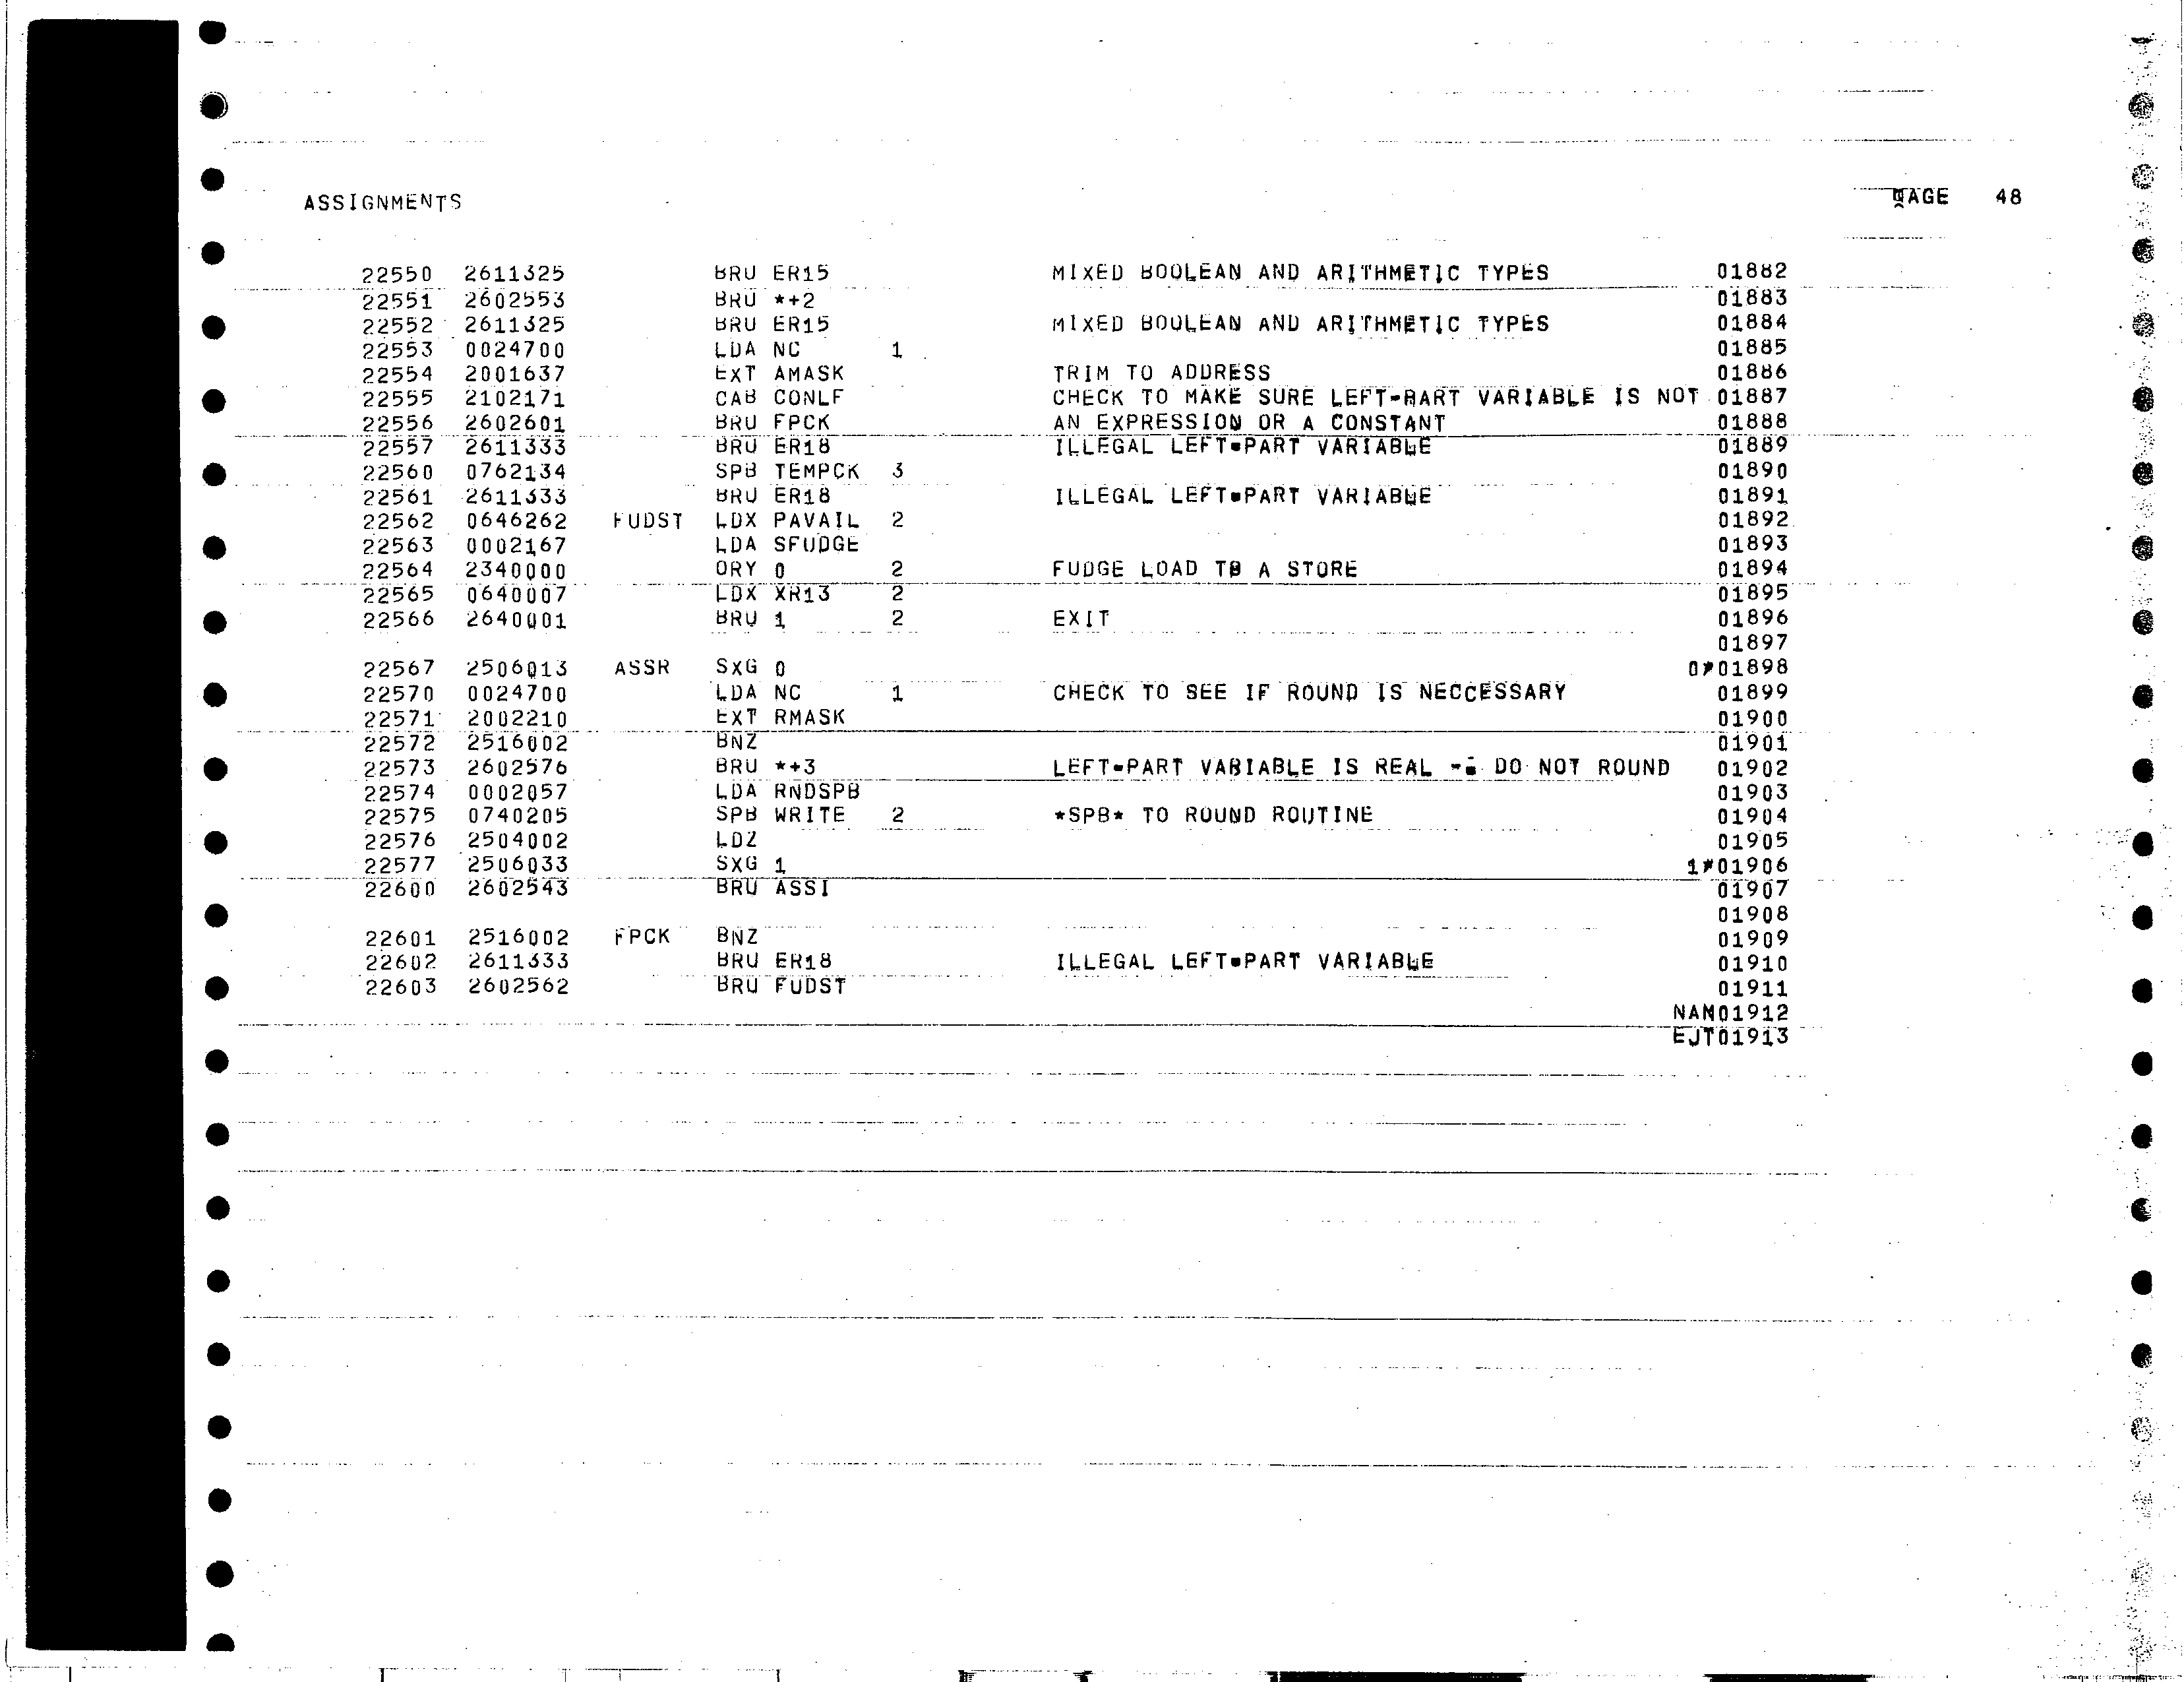 ASSIGNMENTS PAGE 48
22550 2611325 BRU ER15 MIXED BOOLEAN AND ARITHMETIC TYPES 01882
22551 2602553 BRU *+2 01883
22552 2611325 BRU ER15 MIXED BOOLEAN AND ARITHMETIC TYPES 01884
22553 0024700 LDA NC 1 01885
22554 2001637 EXT AMASK TRIM TO ADDRESS 01886
22555 2102171 CAB CONLF CHECK TO MAKE SURE LEFT-PART VARIABLE IS NOT 01887
22556 2602601 BRU FPCK AN EXPRESSION OR A CONSTANT 01888
22557 2611333 BRU ER18 ILLEGAL LEFT-PART VARIABLE 01889
22560 0762134 SPB TEMPCK 3 01890
22561 2611333 BRU ER18 ILLEGAL LEFT-PART VARIABLE 01891
22562 0646262 FUDST LDX PAVAIL 2 01892
22563 0002167 LDA SFUDGE 01893
22564 2340000 ORY 0 2 FUDGE LOAD TO A STORE 01894
22565 0640007 LDX XR13 2 01895
22566 2640001 BRU 1 2 EXIT 01896
01897
22567 2506013 ASSR SXG 0 0*01898
22570 0024700 LDA NC 1 CHECK TO SEE IF ROUND IS NECCESSARY 01899
22571 2002210 EXT RMASK 01900
22572 2516002 BNZ 01901
22573 2602576 BRU *+3 LEFT-PART VARIABLE IS REAL -- DO NOT ROUND 01902
22574 0002057 LDA RNDSPB 01903
22575 0740205 SPB WRITE 2 *SPB* TO ROUND ROUTINE 01904
22576 2504002 LDZ 01905
22577 2506033 SXG 1 1*01906
22600 2602543 BRU ASSI 01907
01908
22601 2516002 FPCK BNZ 01909
22602 2611333 BRU ER18 ILLEGAL LEFT-PART VARIABLE 01910
22603 2602562 BRU FUDST 01911
NAM01912
EJT01913